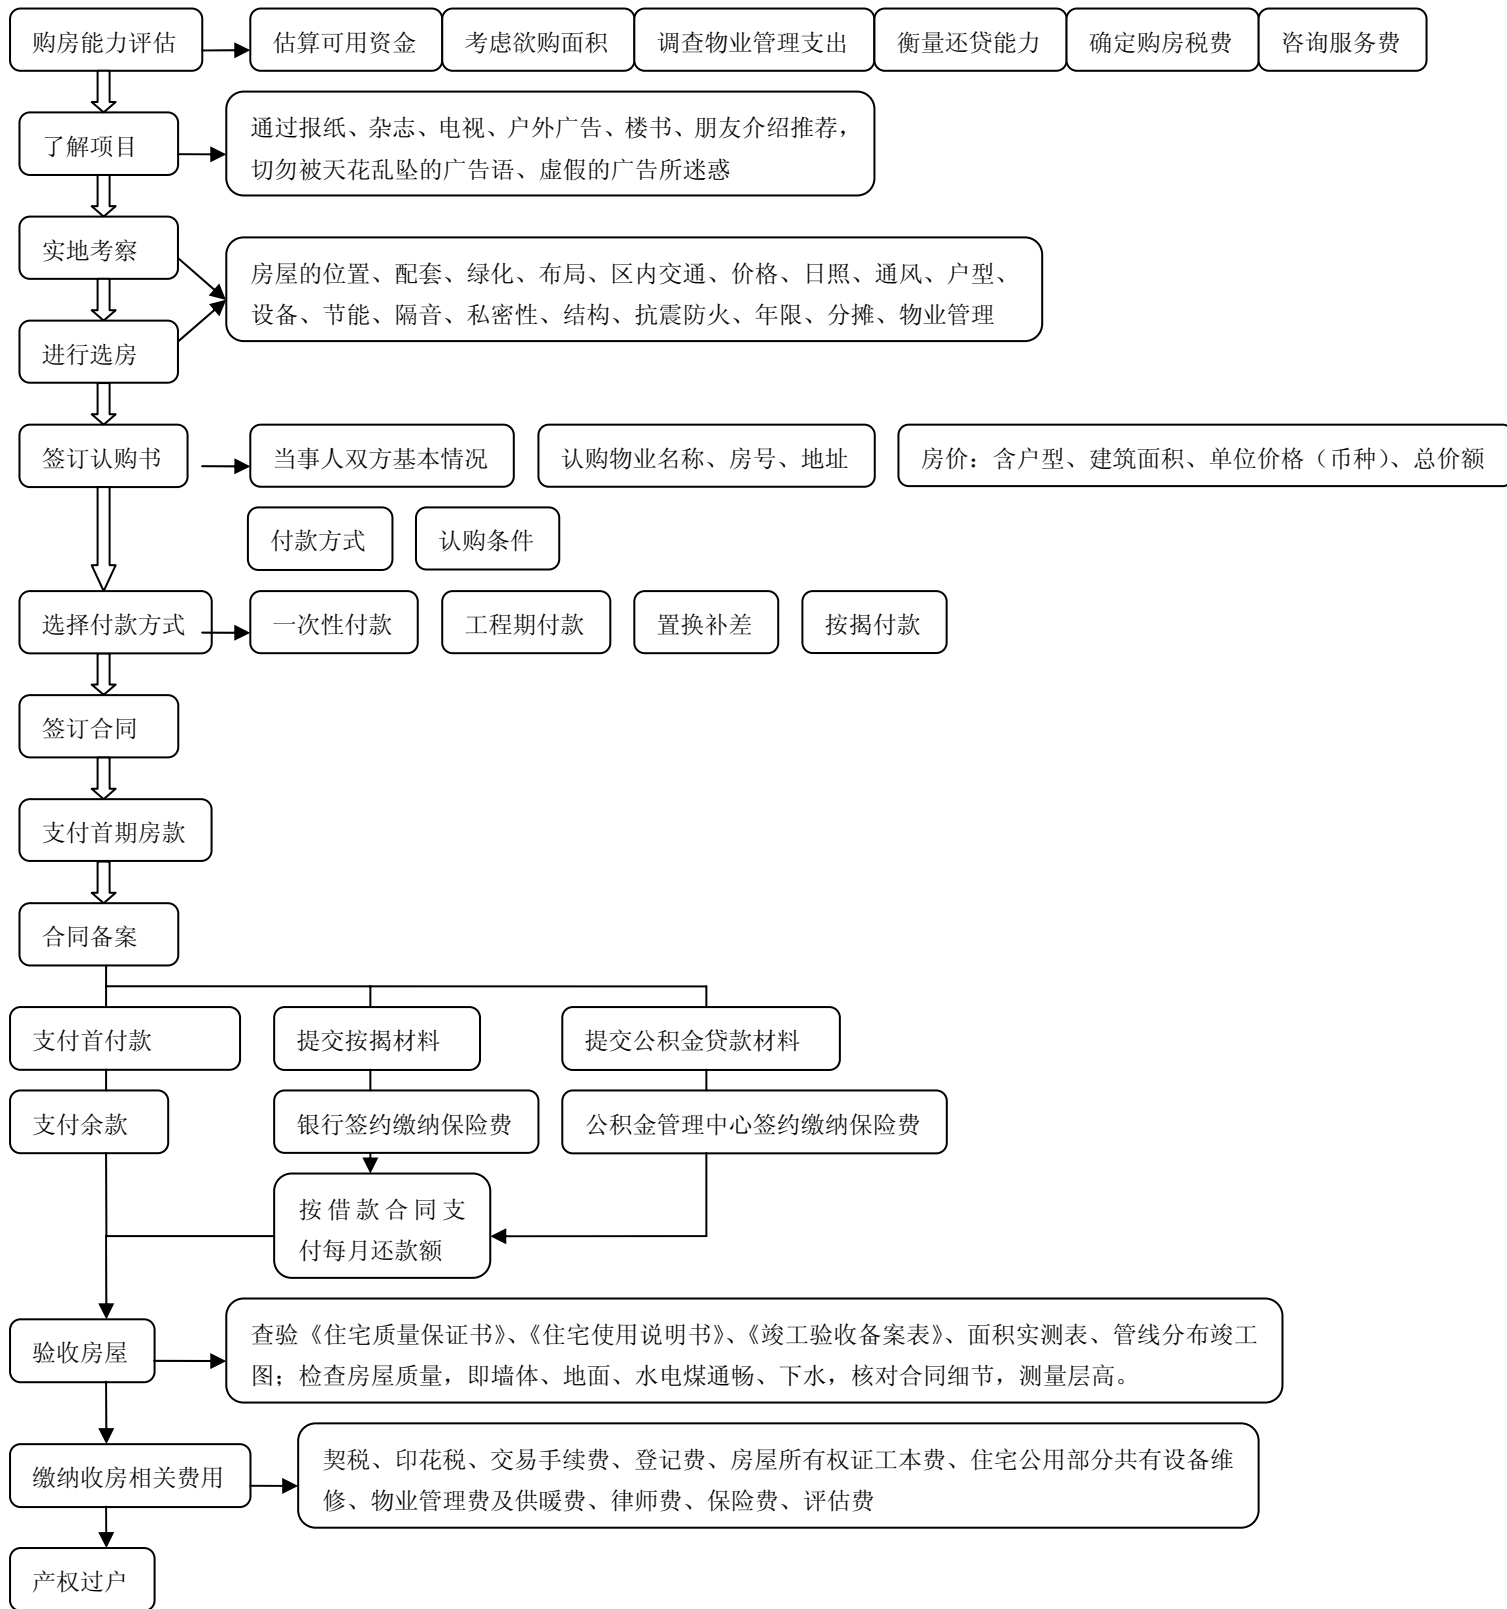 购房能力评估
估算可用资金
考虑欲购面积
调查物业管理支出
衡量还贷能力
确定购房税费
咨询服务费
了解项目
通过报纸、杂志、电视、户外广告、楼书、朋友介绍推荐，
切勿被天花乱坠的广告语、虚假的广告所迷惑
实地考察
房屋的位置、配套、绿化、布局、区内交通、价格、日照、通风、户型、
设备、节能、隔音、私密性、结构、抗震防火、年限、分摊、物业管理
进行选房
签订认购书
当事人双方基本情况
认购物业名称、房号、地址
房价：含户型、建筑面积、单位价格（币种）、总价额
付款方式
认购条件
选择付款方式
一次性付款
工程期付款
置换补差
按揭付款
签订合同
支付首期房款
合同备案
支付首付款
提交按揭材料
提交公积金贷款材料
支付余款
银行签约缴纳保险费
公积金管理中心签约缴纳保险费
按借款合同支
付每月还款额
验收房屋
查验《住宅质量保证书》、《住宅使用说明书》、《竣工验收备案表》、面积实测表、管线分布竣工
图；检查房屋质量，即墙体、地面、水电煤通畅、下水，核对合同细节，测量层高。
缴纳收房相关费用
契税、印花税、交易手续费、登记费、房屋所有权证工本费、住宅公用部分共有设备维
修、物业管理费及供暖费、律师费、保险费、评估费
产权过户